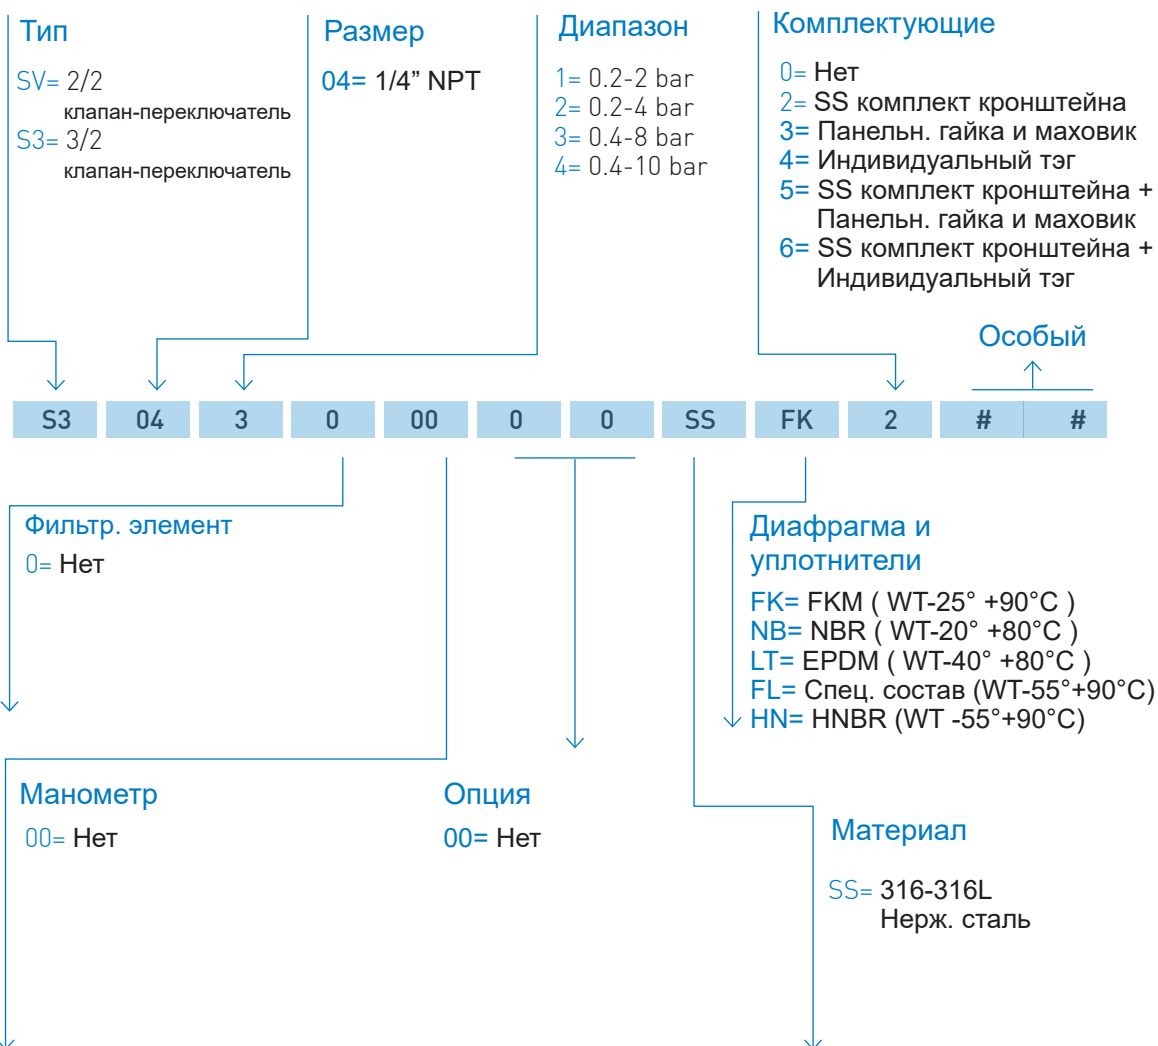 Тип
SV= 2/2
клапан-переключатель
S3= 3/2
клапан-переключатель
Размер
04= 1/4” NPT
Диапазон
1= 0.2-2 bar
2= 0.2-4 bar
3= 0.4-8 bar
4= 0.4-10 bar
Комплектующие
0= Нет
2= SS комплект кронштейна
3= Панельн. гайка и маховик
4= Индивидуальный тэг
5= SS комплект кронштейна +
Панельн. гайка и маховик
6= SS комплект кронштейна +
Индивидуальный тэг
Особый
S3 04 3 0 00 0 0 SS FK 2 # #
Фильтр. элемент
0= Нет
Диафрагма и
уплотнители
FK= FKM ( WT-25° +90°C )
NB= NBR ( WT-20° +80°C )
LT= EPDM ( WT-40° +80°C )
FL= Спец. состав (WT-55°+90°C)
HN= HNBR (WT -55°+90°C)
Манометр
00= Нет
Опция
00= Нет
Материал
SS= 316-316L
Нерж. сталь